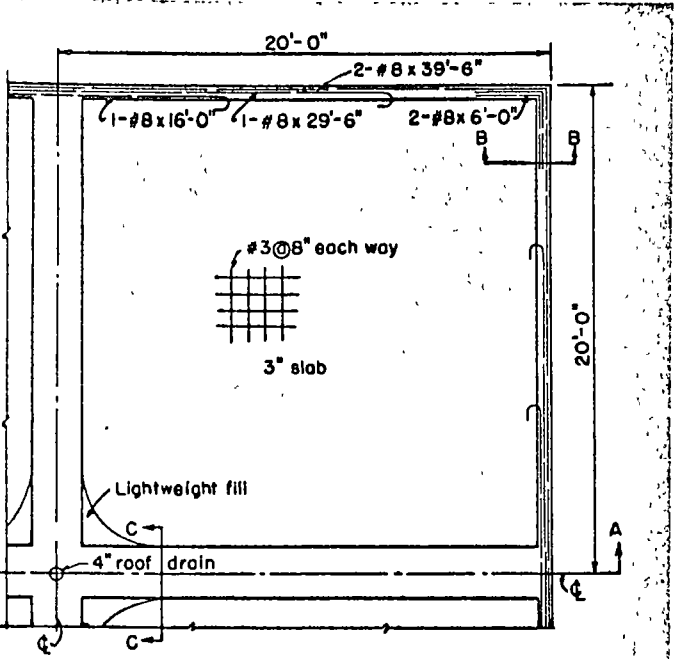 20'-0"
2-#8 x 39'-6"
1-#8 x 16'-0"
1-#8 x 29'-6"
2-#8 x 6'-0"
B B
#3@8" each way
20'-0"
3" slab
Lightweight fill
C
A
4" roof drain
℄
℄
C